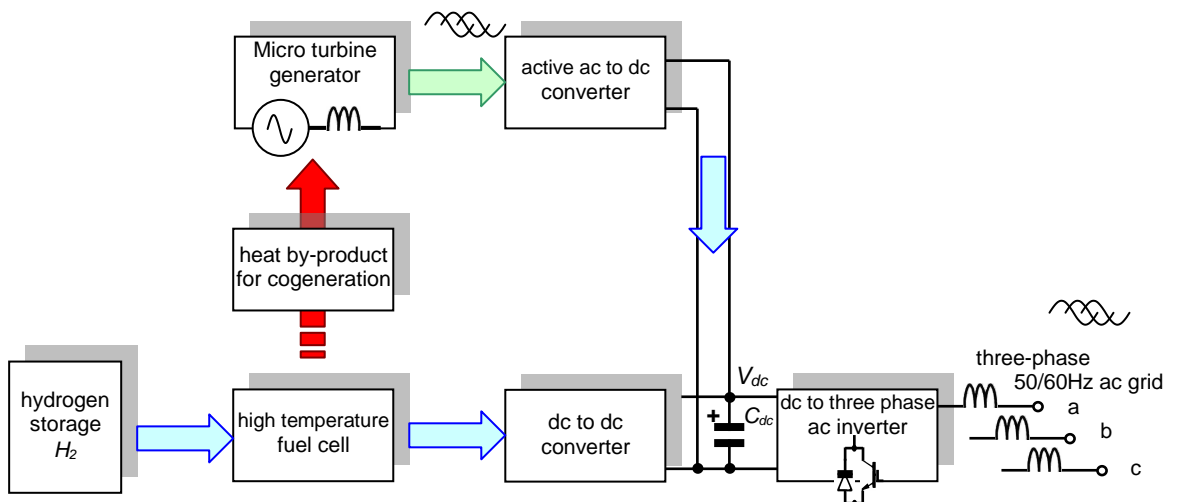 Micro turbine
generator
active ac to dc
converter
heat by-product
for cogeneration
three-phase
50/60Hz ac grid
hydrogen
storage
H2
high temperature
fuel cell
dc to dc
converter
Vdc
+
Cdc
dc to three phase
ac inverter
a
b
c